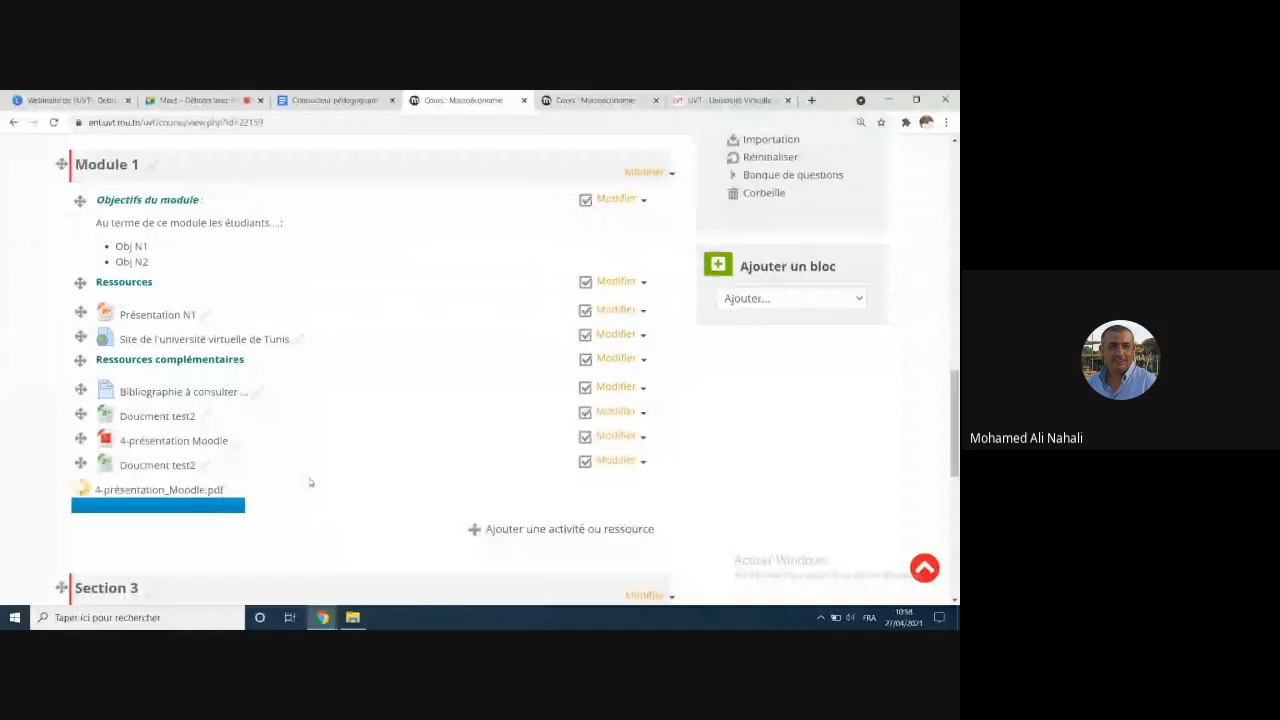 Webinaire de l'UVT - Debu
Meet – Débuter avec
Conducteur pédagogique
Cours : Macroéconomie
Cours : Macroéconomie
UVT - Université Virtuelle
ent.uvt.rnu.tn/uvt/course/view.php?id=22159
Importation
Réinitialiser
Banque de questions
Corbeille
Module 1
Modifier
Objectifs du module :
Modifier
Au terme de ce module les étudiants ...:
Obj N1
Obj N2
Ressources
Modifier
Présentation N1
Modifier
Site de l'université virtuelle de Tunis
Modifier
Ressources complémentaires
Modifier
Bibliographie à consulter ...
Modifier
Doucment test2
Modifier
4-présentation Moodle
Modifier
Doucment test2
Modifier
4-présentation_Moodle.pdf
Ajouter une activité ou ressource
Section 3
Modifier
Ajouter un bloc
Ajouter...
Activer Windows
Taper ici pour rechercher
FRA
10:58
27/04/2021
Mohamed Ali Nahali